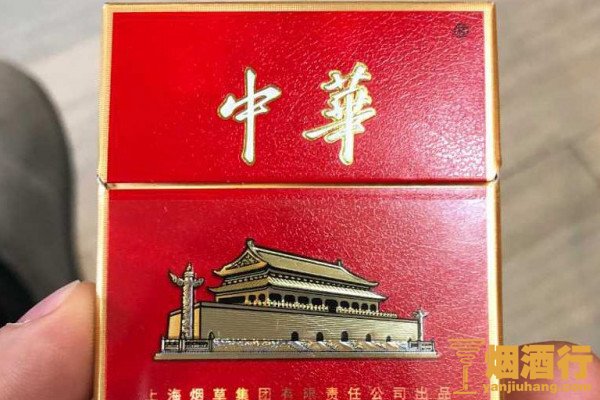 中華
®
上海烟草集团有限责任公司出品
烟酒行
yanjiuhang.com